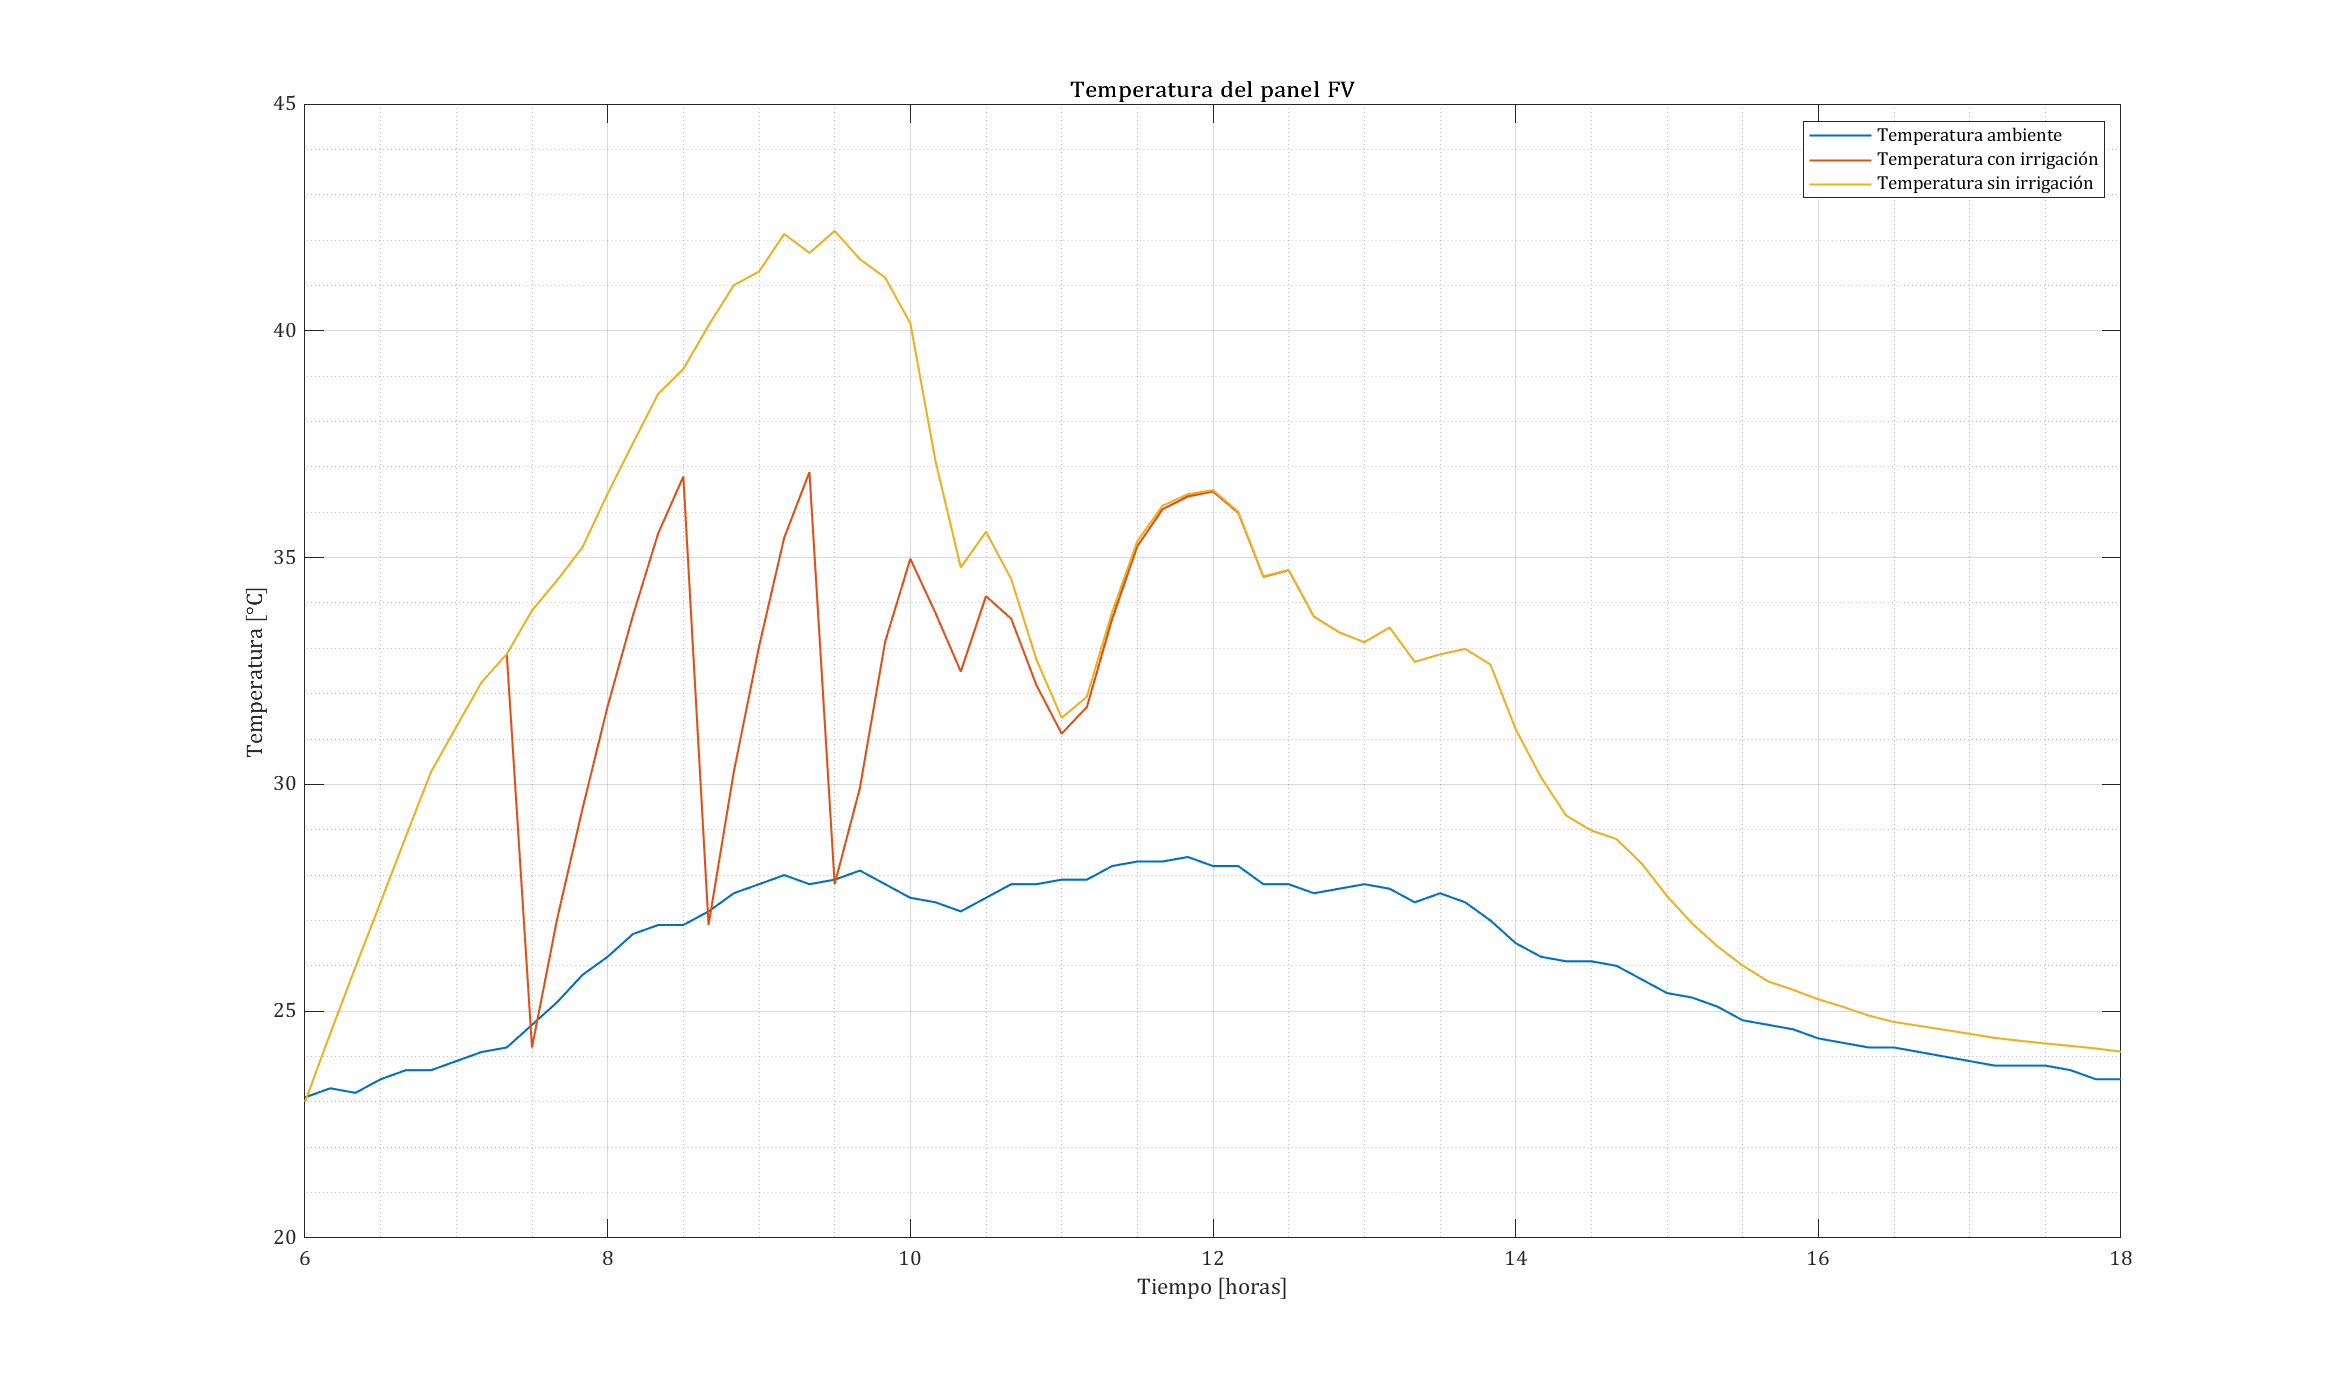 Temperatura del panel FV
45
40
35
30
25
20
Temperatura [°C]
Temperatura ambiente
Temperatura con irrigación
Temperatura sin irrigación
6 8 10 12 14 16 18
Tiempo [horas]